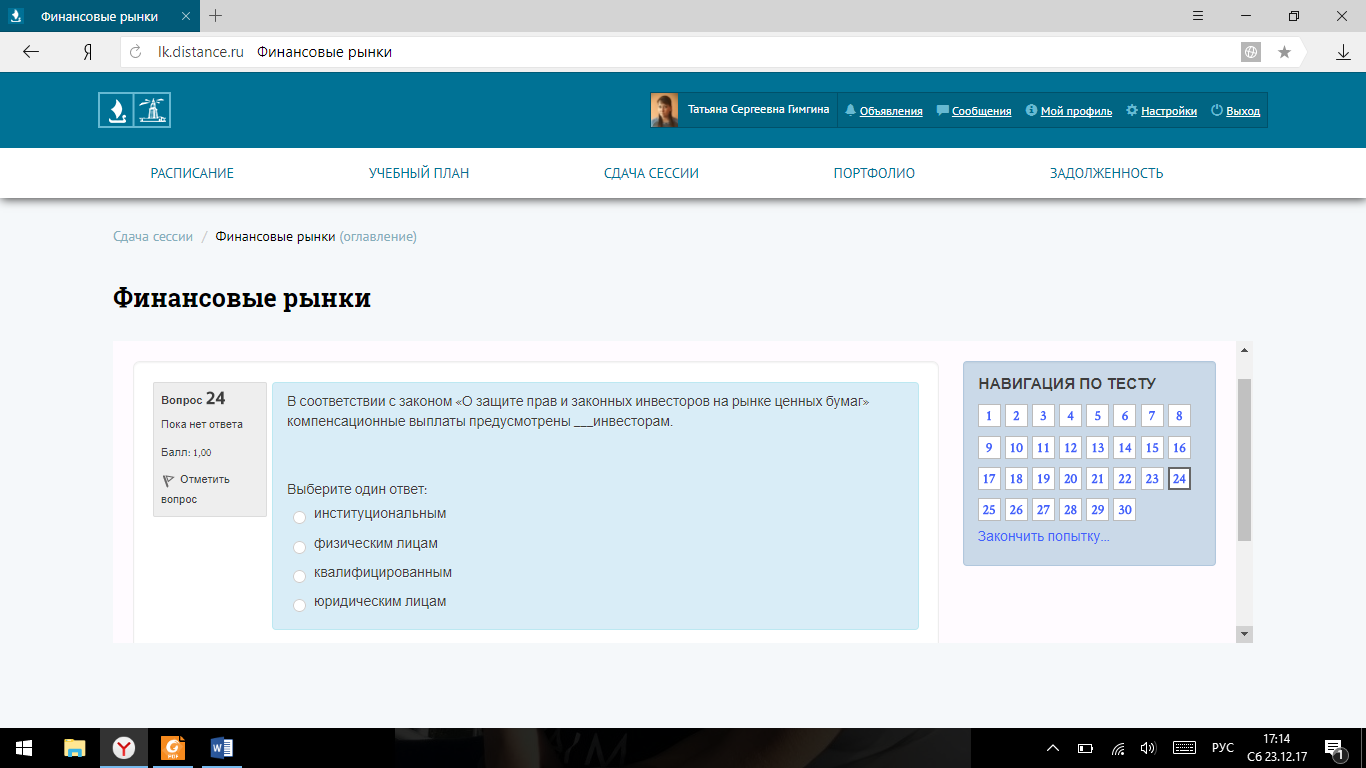 Финансовые рынки
lk.distance.ru Финансовые рынки
Татьяна Сергеевна Гимгина Объявления Сообщения Мой профиль Настройки Выход
РАСПИСАНИЕ УЧЕБНЫЙ ПЛАН СДАЧА СЕССИИ ПОРТФОЛИО ЗАДОЛЖЕННОСТЬ
Сдача сессии / Финансовые рынки (оглавление)
Финансовые рынки
Вопрос 24
Пока нет ответа
Балл: 1,00
Отметить
вопрос
В соответствии с законом «О защите прав и законных инвесторов на рынке ценных бумаг»
компенсационные выплаты предусмотрены ___инвесторам.
Выберите один ответ:
институциональным
физическим лицам
квалифицированным
юридическим лицам
НАВИГАЦИЯ ПО ТЕСТУ
1 2 3 4 5 6 7 8
9 10 11 12 13 14 15 16
17 18 19 20 21 22 23 24
25 26 27 28 29 30
Закончить попытку...
РУС
17:14
Сб 23.12.17
1